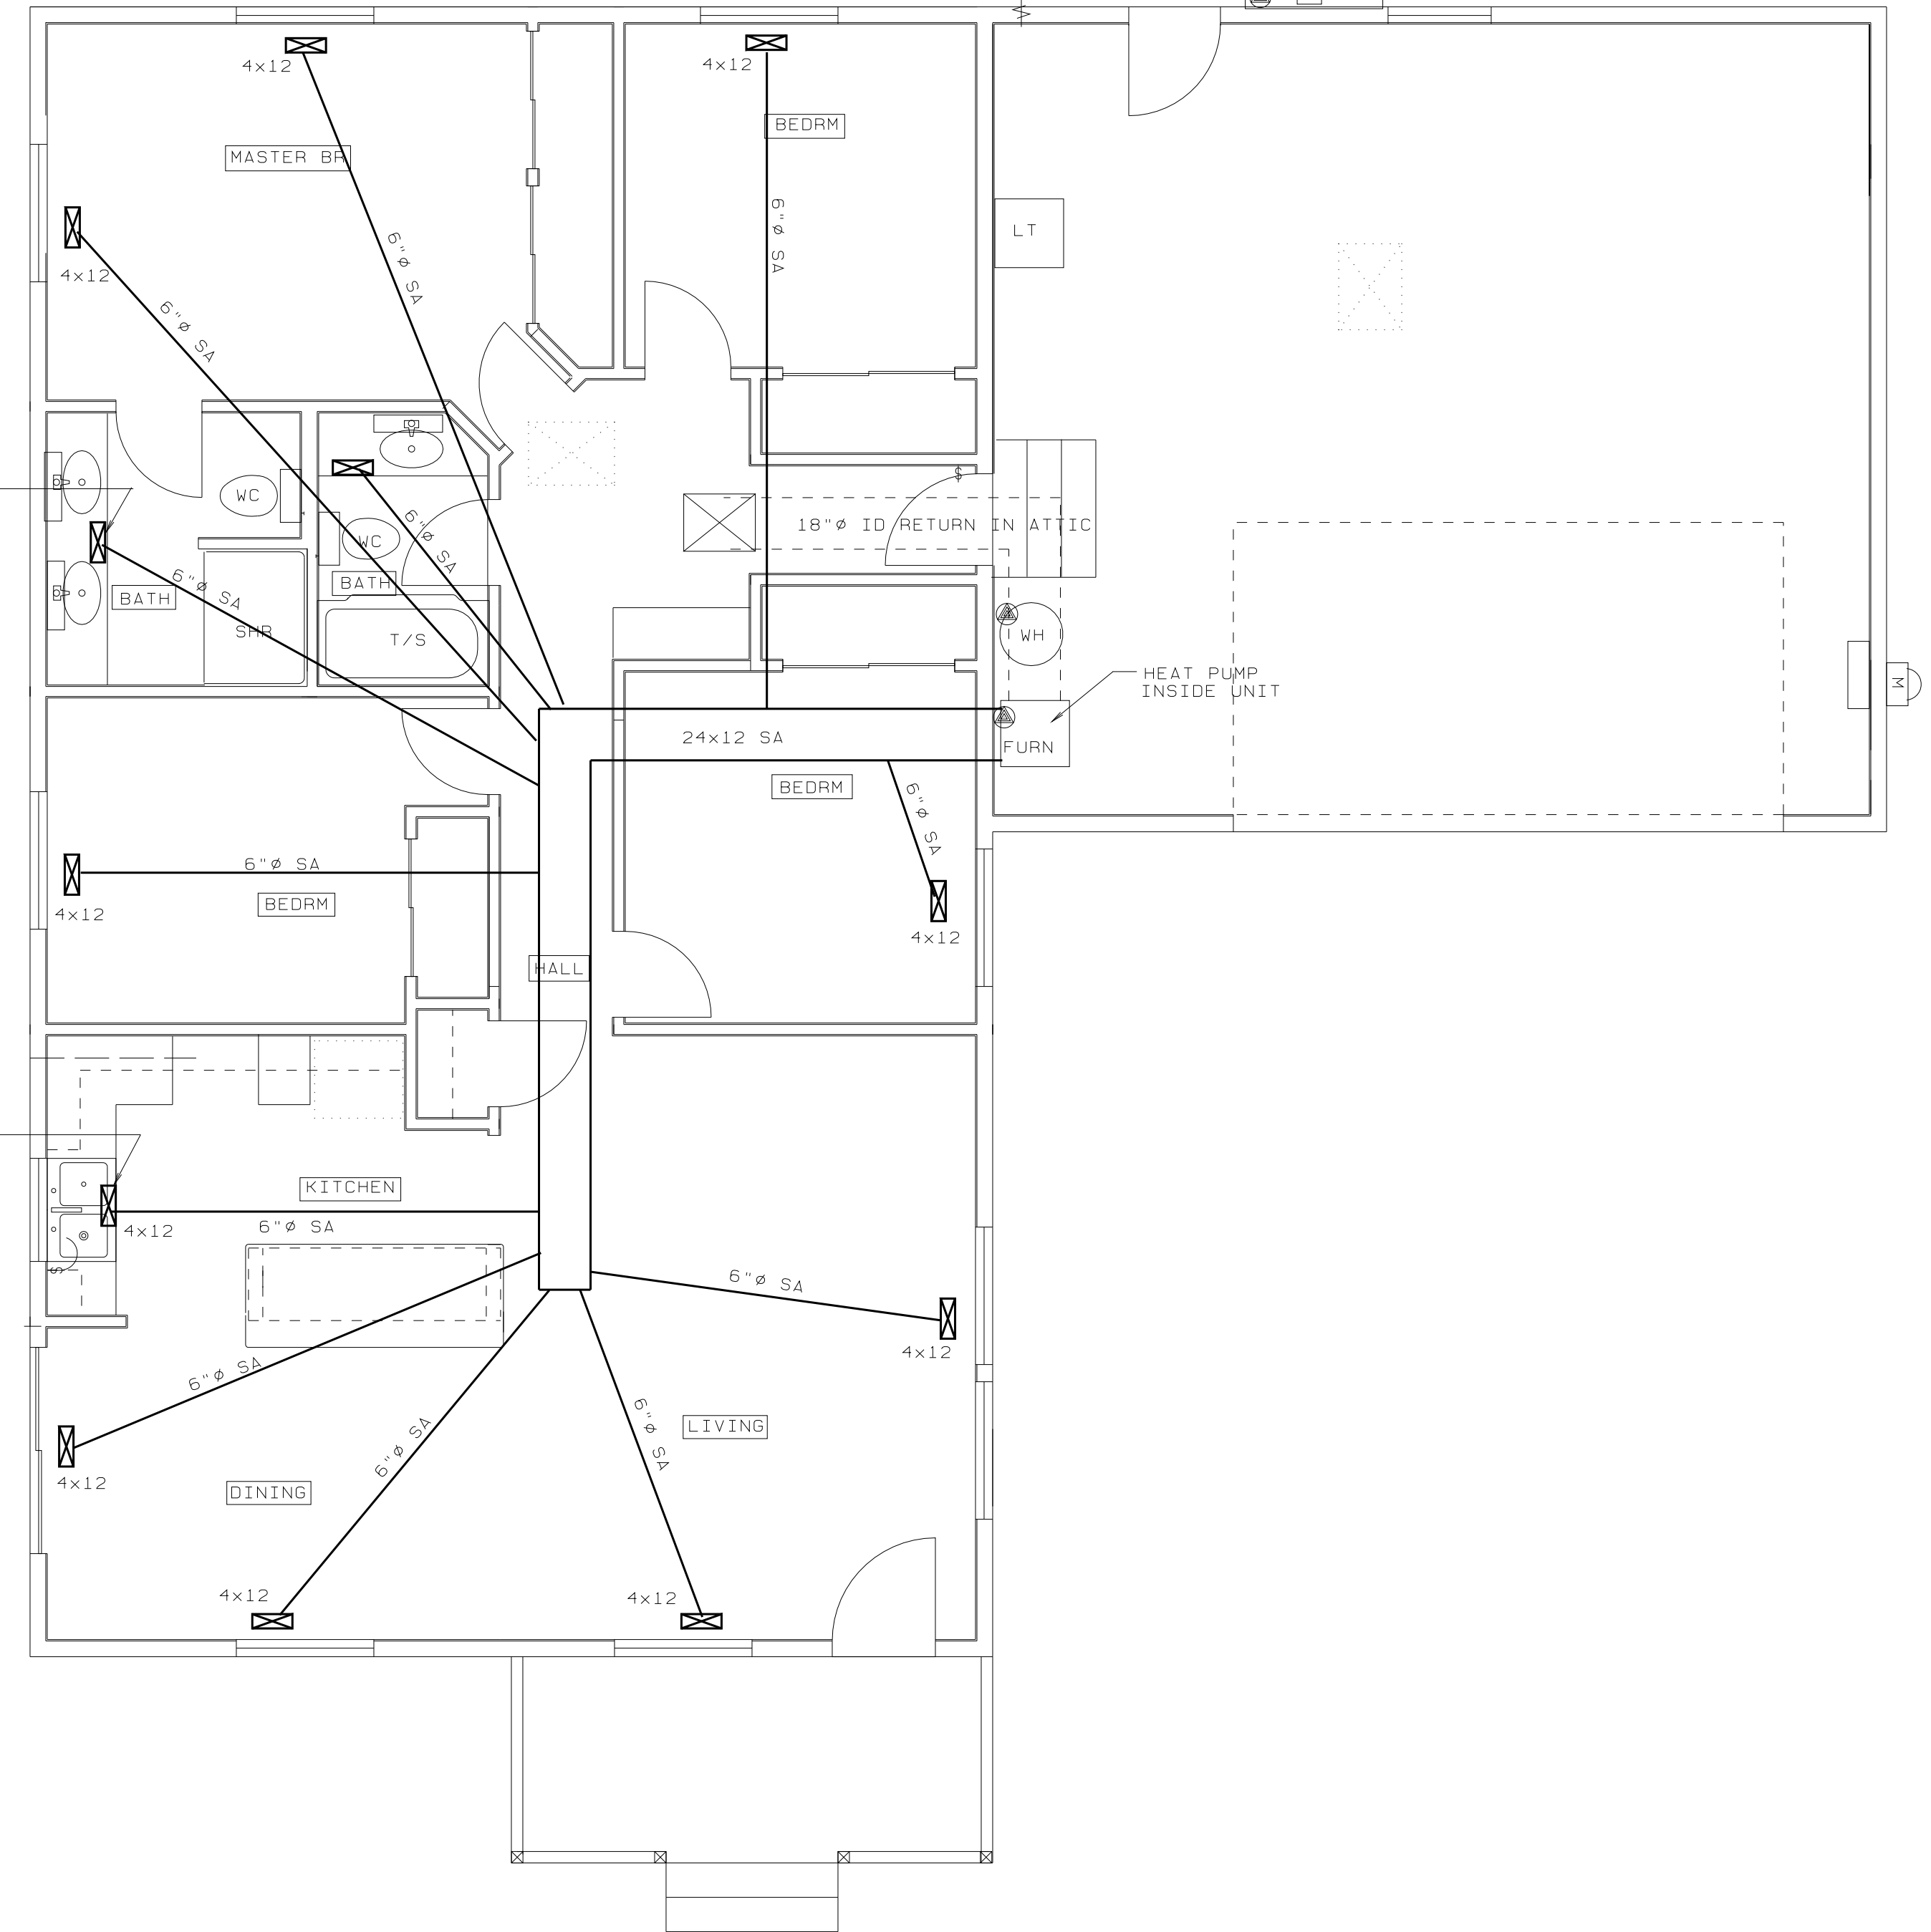 4x12
4x12
BEDRM
MASTER BR
6"ø SA
LT
6"ø SA
4x12
6"ø SA
WC
6"ø SA
18"ø ID RETURN IN ATTIC
$
WC
BATH
6"ø SA
BATH
SHR
T/S
WH
HEAT PUMP
INSIDE UNIT
M
24x12 SA
FURN
BEDRM
6"ø SA
6"ø SA
BEDRM
4x12
4x12
HALL
KITCHEN
6"ø SA
4x12
$
6"ø SA
4x12
6"ø SA
6"ø SA
6"ø SA
LIVING
4x12
DINING
4x12
4x12